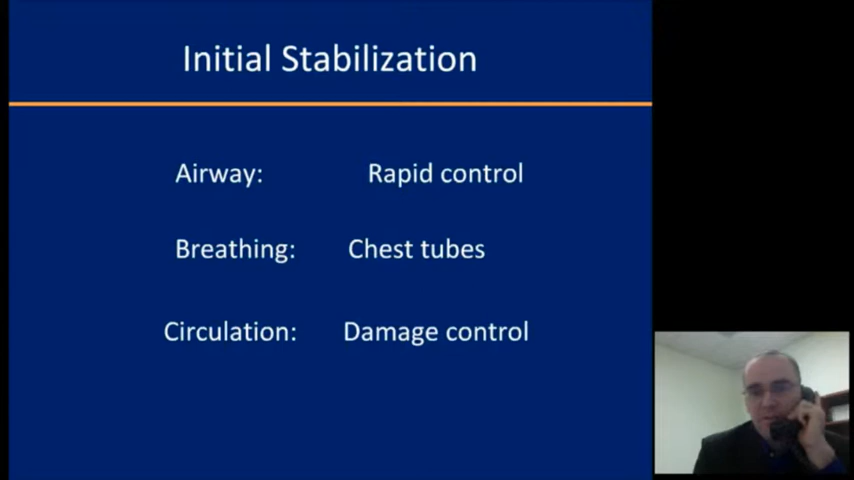 Initial Stabilization
Airway: Rapid control
Breathing: Chest tubes
Circulation: Damage control